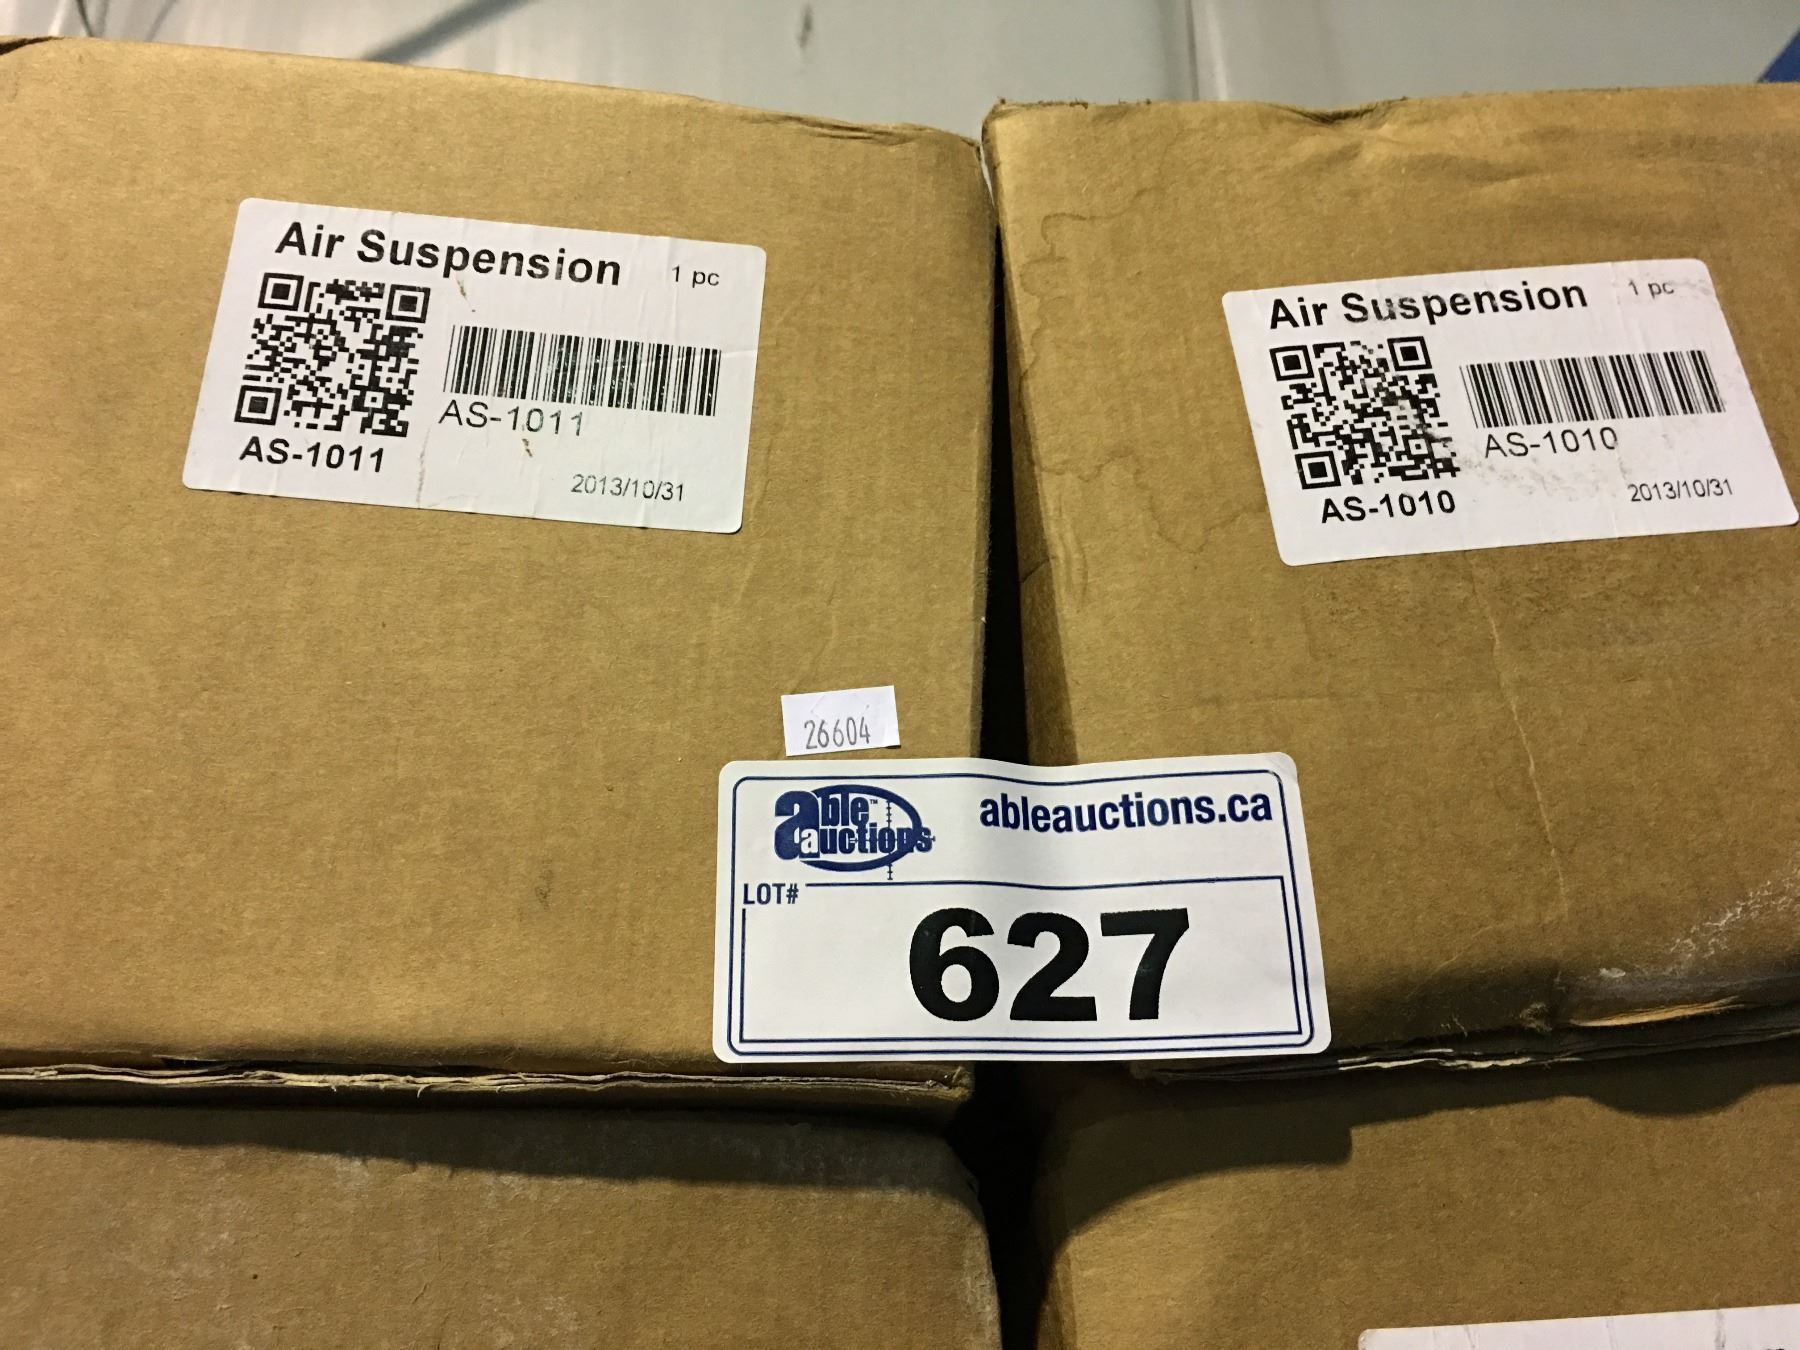 Air Suspension 1 pc
AS-1011
AS-1011
2013/10/31
Air Suspension 1 pc
AS-1010
AS-1010
2013/10/31
26604
able™
auctions
ableauctions.ca
LOT#
627